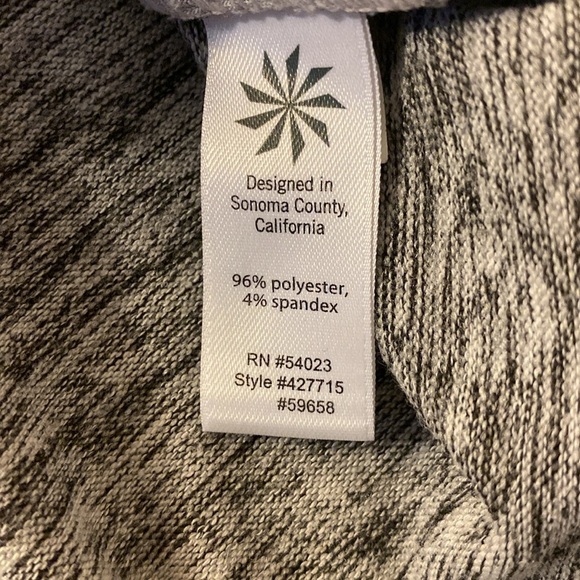 Designed in
Sonoma County,
California
96% polyester,
4% spandex
RN #54023
Style #427715
#59658